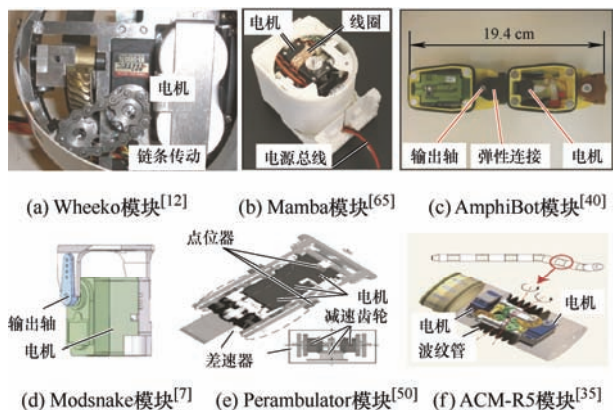 电机
链条传动
电机
线圈
电源总线
19.4 cm
输出轴
弹性连接
电机
(a) Wheeko模块[12]
(b) Mamba模块[65]
(c) AmphiBot模块[40]
输出轴
电机
点位器
电机
减速齿轮
差速器
电机
电机
波纹管
(d) Modsnake模块[7]
(e) Perambulator模块[50]
(f) ACM-R5模块[35]